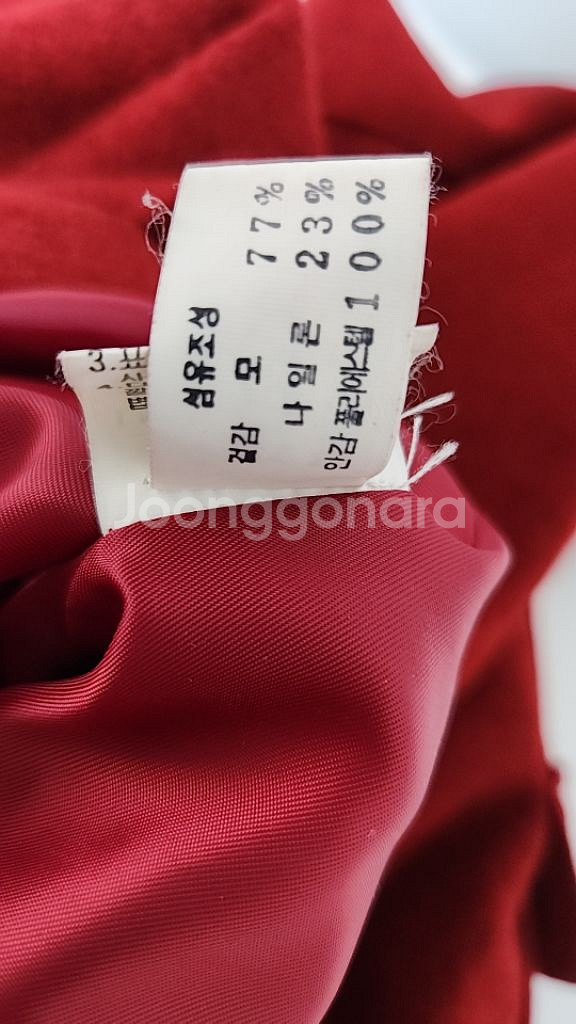 섬유조성
겉감 모 77%
나일론 23%
안감 폴리에스텔 100%
Joonggonara